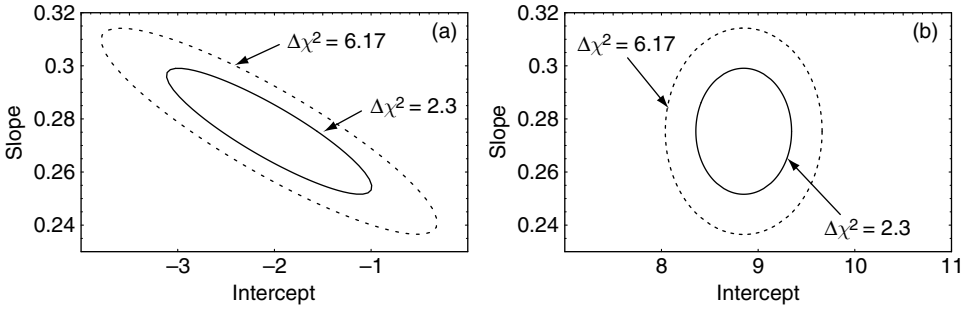 0.32
0.3
0.28
0.26
0.24
Slope
(a)
Δχ² = 6.17
Δχ² = 2.3
−3
−2
−1
Intercept
0.32
0.3
0.28
0.26
0.24
Slope
(b)
Δχ² = 6.17
Δχ² = 2.3
8
9
10
11
Intercept